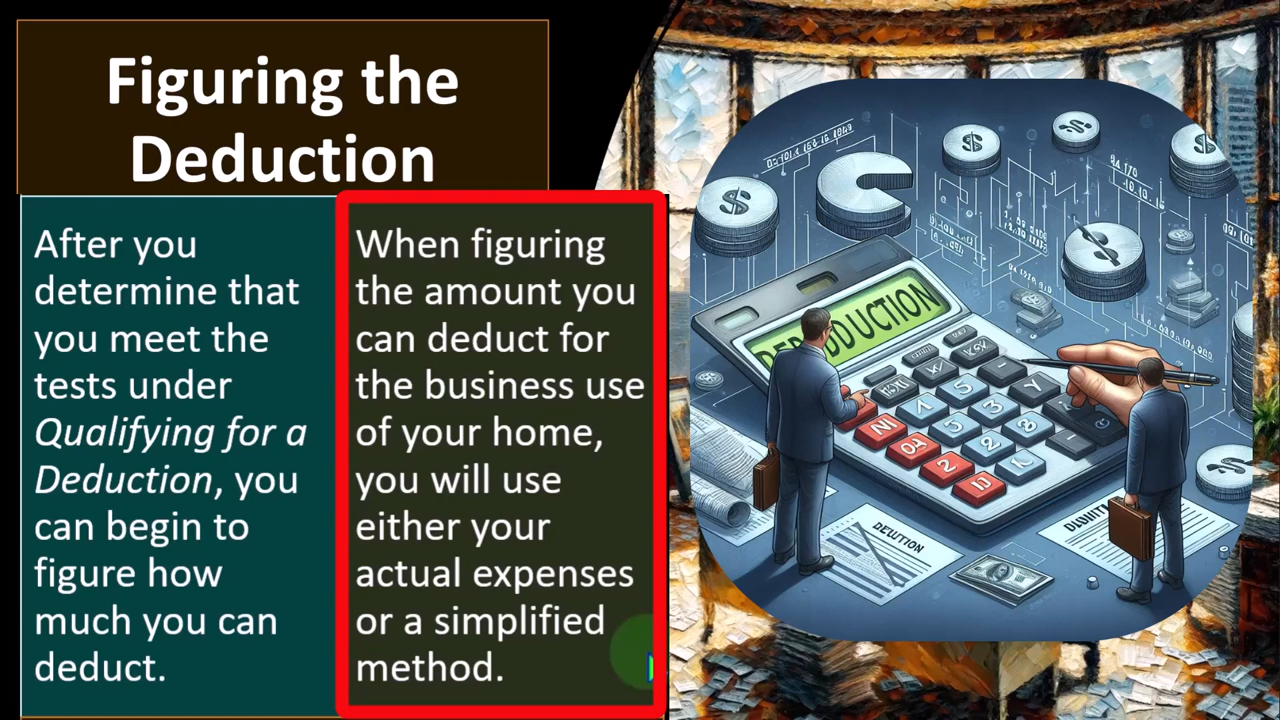 Figuring the
Deduction
After you
determine that
you meet the
tests under
Qualifying for a
Deduction, you
can begin to
figure how
much you can
deduct.
When figuring
the amount you
can deduct for
the business use
of your home,
you will use
either your
actual expenses
or a simplified
method.